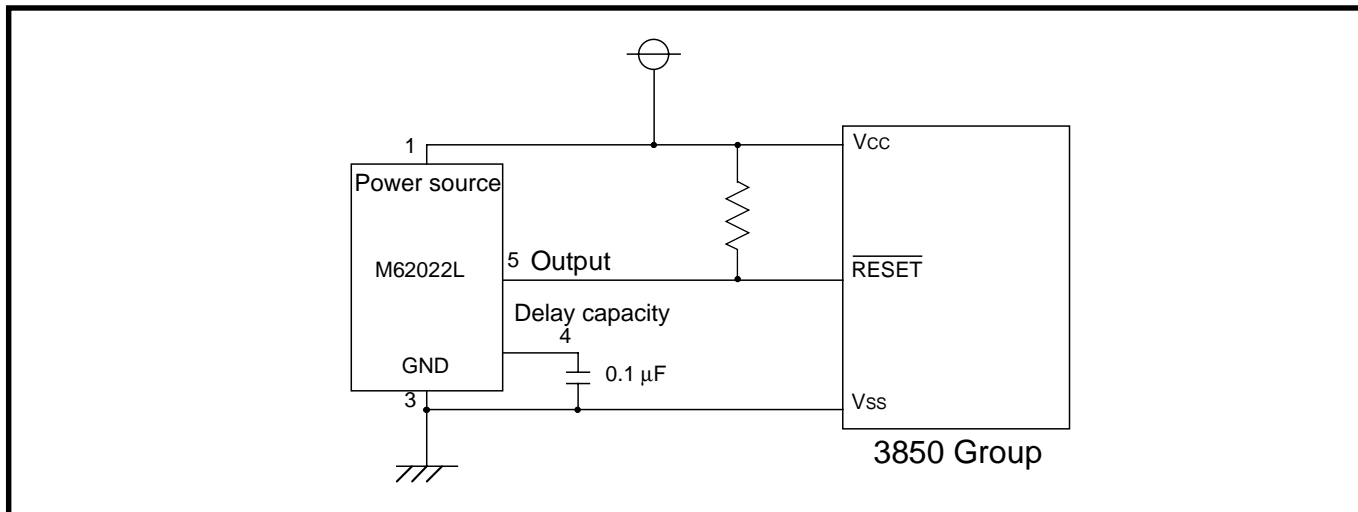 1
Power source
M62022L
5 Output
Delay capacity
4
GND
0.1 μF
3
Vcc
RESET
Vss
3850 Group